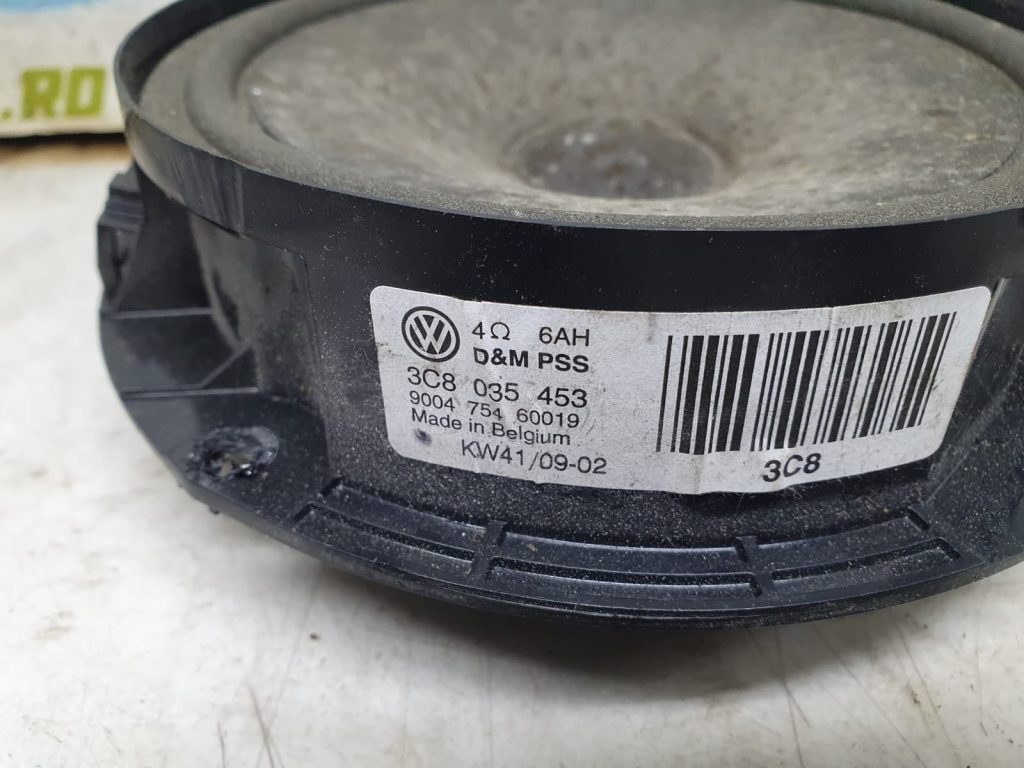 .RO
4Ω 6AH
D&M PSS
3C8 035 453
9004 754 60019
Made in Belgium
KW41/09-02
3C8